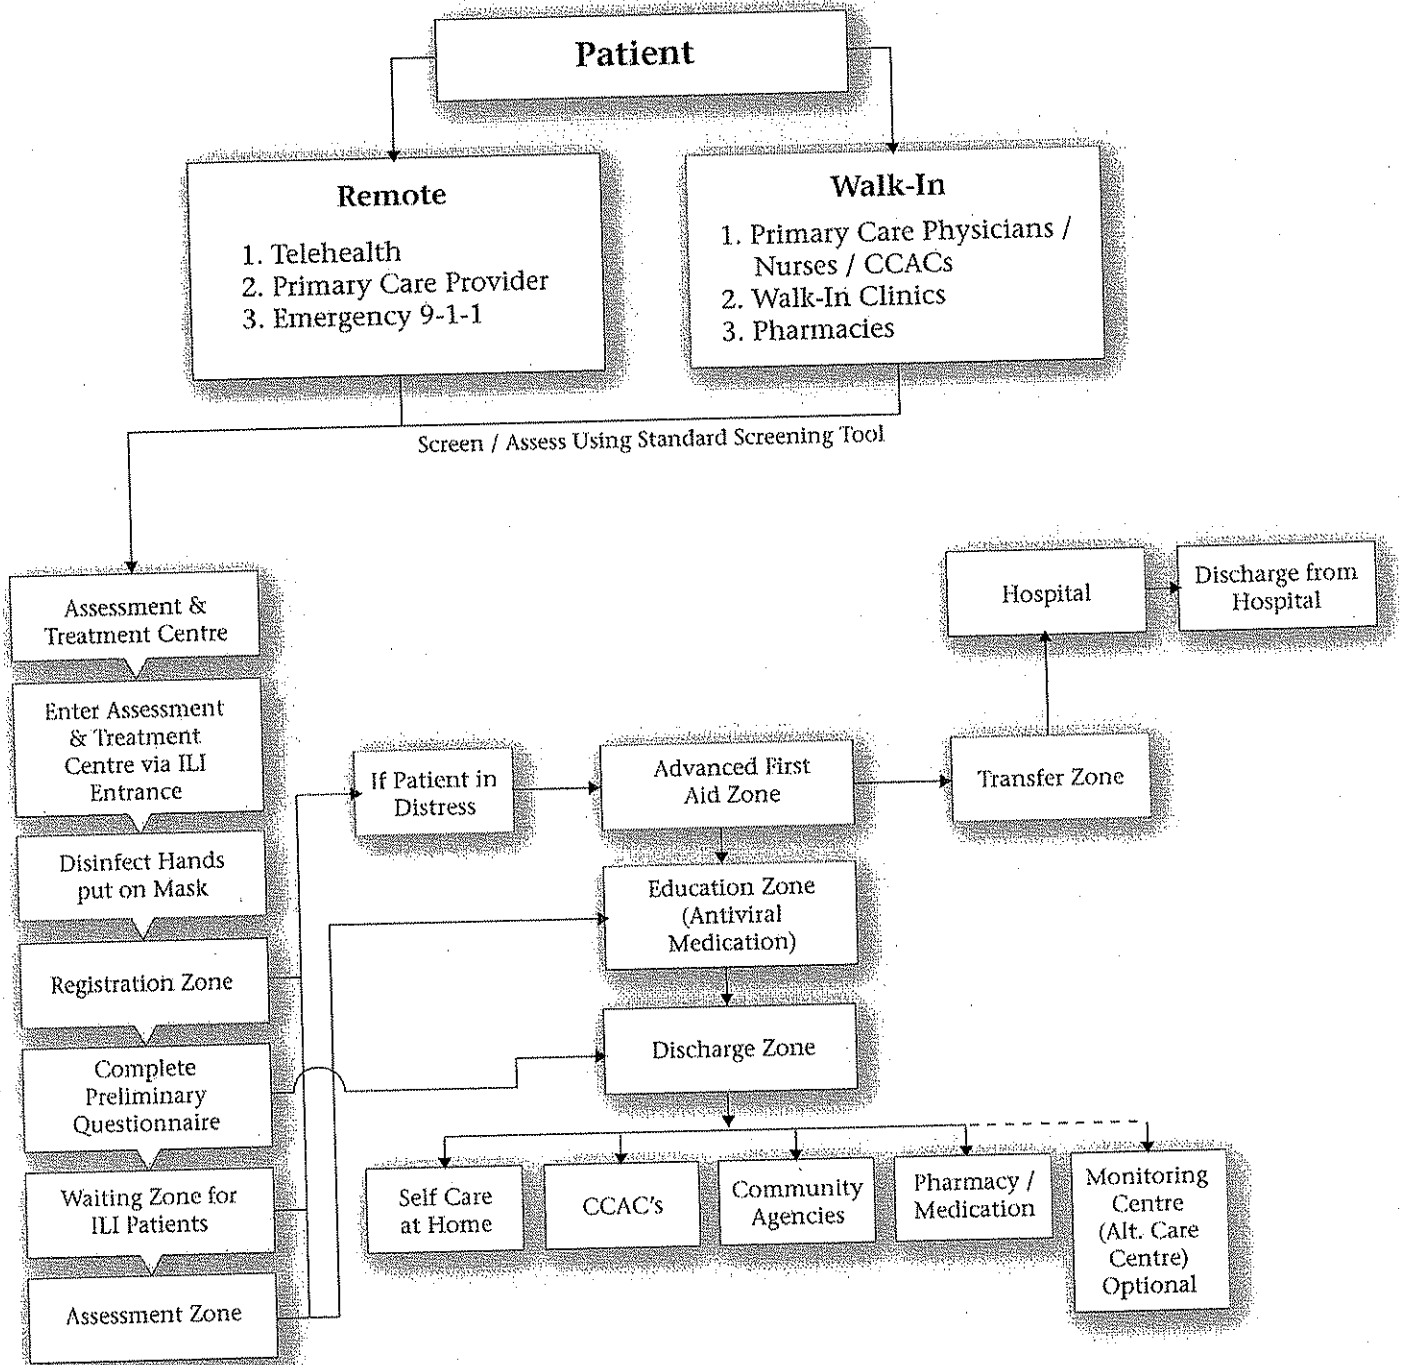 Patient
Remote
1. Telehealth
2. Primary Care Provider
3. Emergency 9-1-1
Walk-In
1. Primary Care Physicians /
Nurses / CCACs
2. Walk-In Clinics
3. Pharmacies
Screen / Assess Using Standard Screening Tool
Assessment &
Treatment Centre
Enter Assessment
& Treatment
Centre via ILI
Entrance
Disinfect Hands
put on Mask
Registration Zone
Complete
Preliminary
Questionnaire
Waiting Zone for
ILI Patients
Assessment Zone
If Patient in
Distress
Advanced First
Aid Zone
Transfer Zone
Hospital
Discharge from
Hospital
Education Zone
(Antiviral
Medication)
Discharge Zone
Self Care
at Home
CCAC's
Community
Agencies
Pharmacy /
Medication
Monitoring
Centre
(Alt. Care
Centre)
Optional